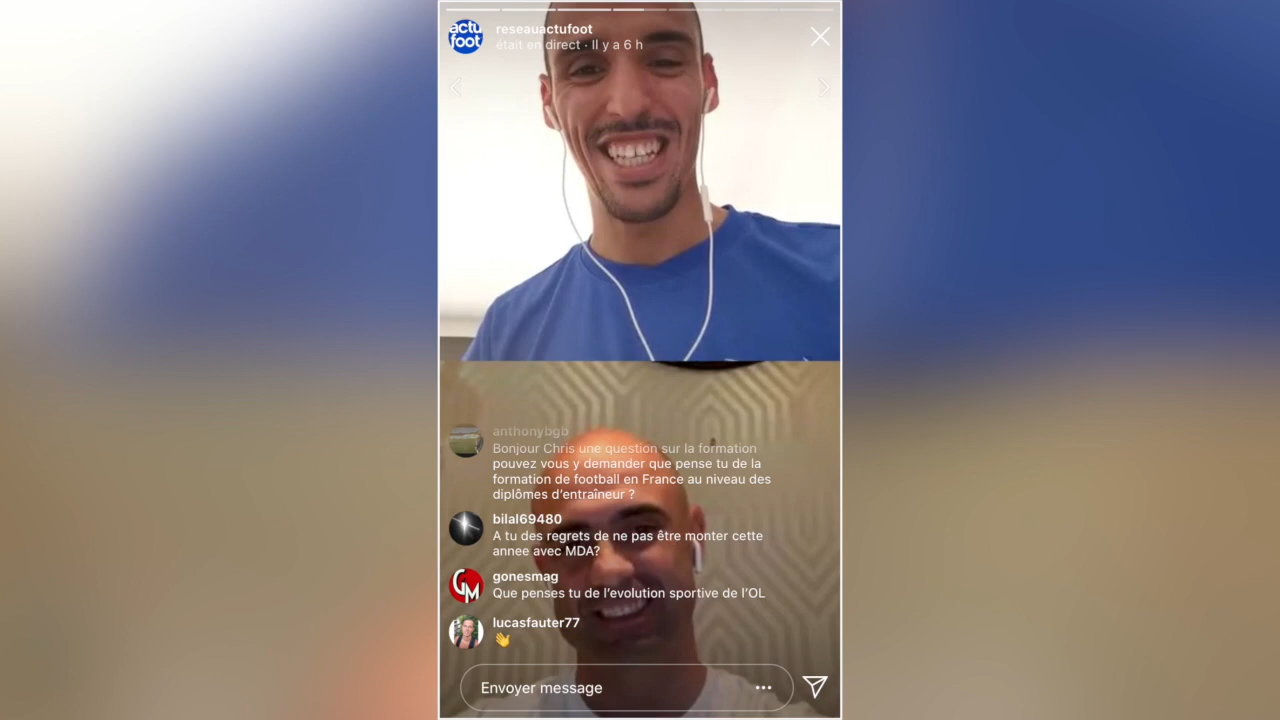 actu
foot
reseauactufoot
était en direct · Il y a 6 h
anthonybgb
Bonjour Chris une question sur la formation
pouvez vous y demander que pense tu de la
formation de football en France au niveau des
diplômes d'entraîneur ?
bilal69480
A tu des regrets de ne pas être monter cette
annee avec MDA?
GM
gonesmag
Que penses tu de l'evolution sportive de l'OL
lucasfauter77
👋
Envoyer message